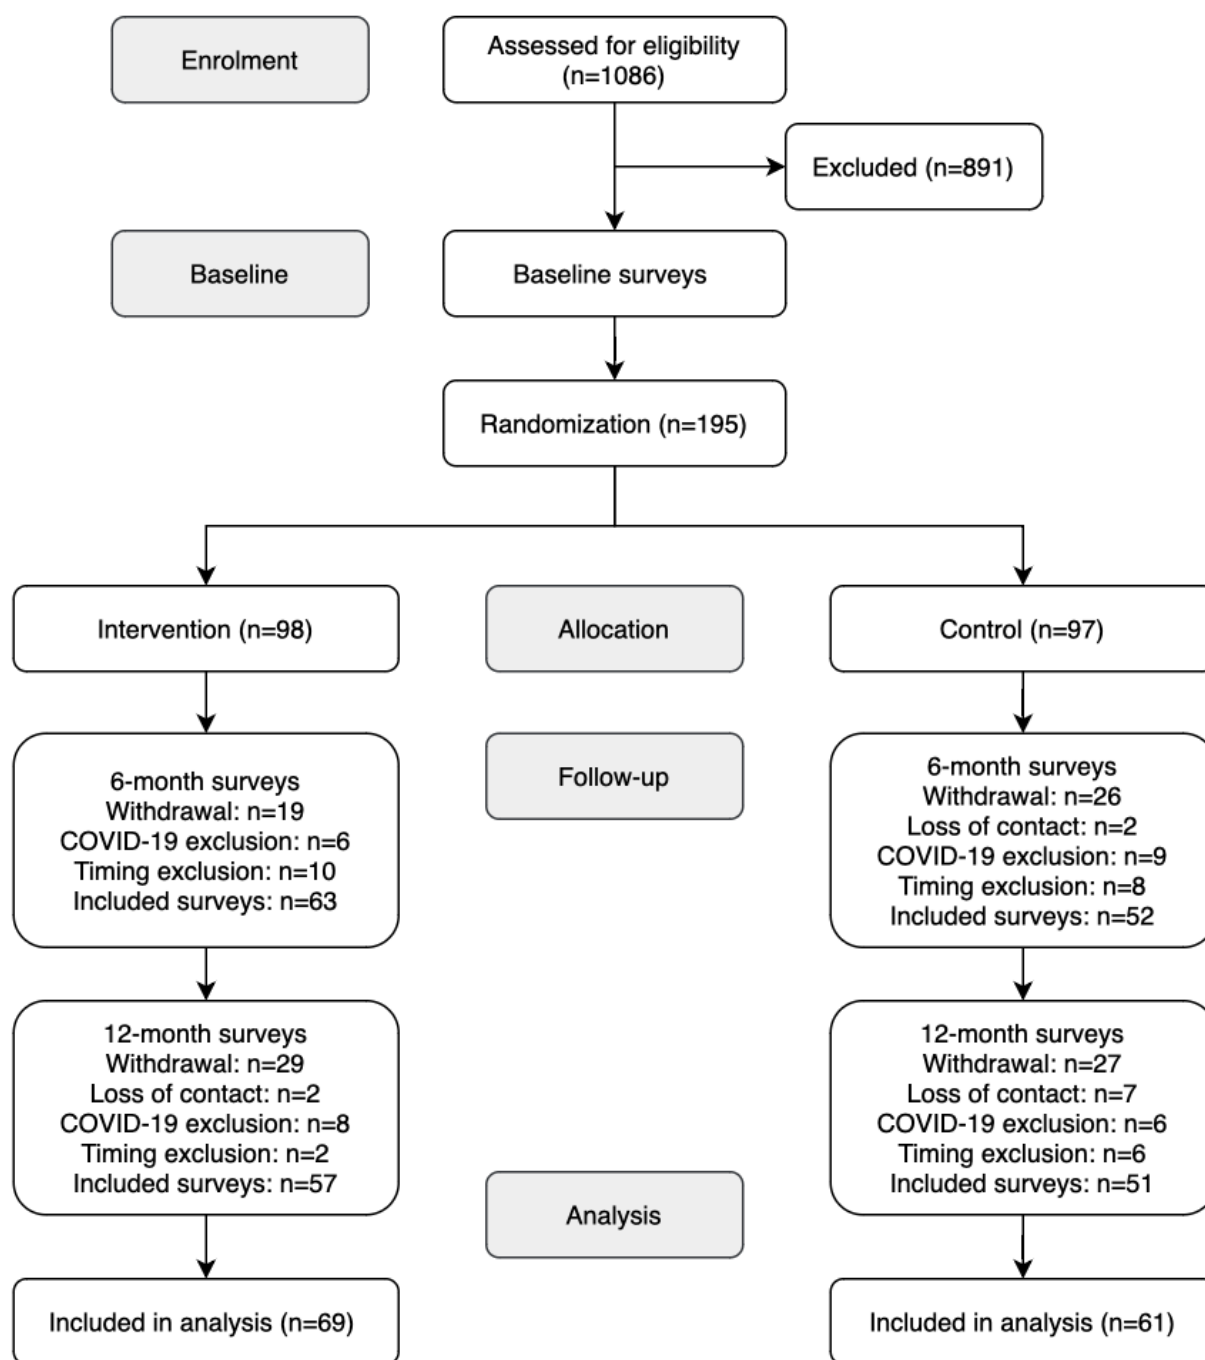 Enrolment
Assessed for eligibility
(n=1086)
Excluded (n=891)
Baseline
Baseline surveys
Randomization (n=195)
Intervention (n=98)
Allocation
Control (n=97)
6-month surveys
Withdrawal: n=19
COVID-19 exclusion: n=6
Timing exclusion: n=10
Included surveys: n=63
Follow-up
6-month surveys
Withdrawal: n=26
Loss of contact: n=2
COVID-19 exclusion: n=9
Timing exclusion: n=8
Included surveys: n=52
12-month surveys
Withdrawal: n=29
Loss of contact: n=2
COVID-19 exclusion: n=8
Timing exclusion: n=2
Included surveys: n=57
12-month surveys
Withdrawal: n=27
Loss of contact: n=7
COVID-19 exclusion: n=6
Timing exclusion: n=6
Included surveys: n=51
Analysis
Included in analysis (n=69)
Included in analysis (n=61)